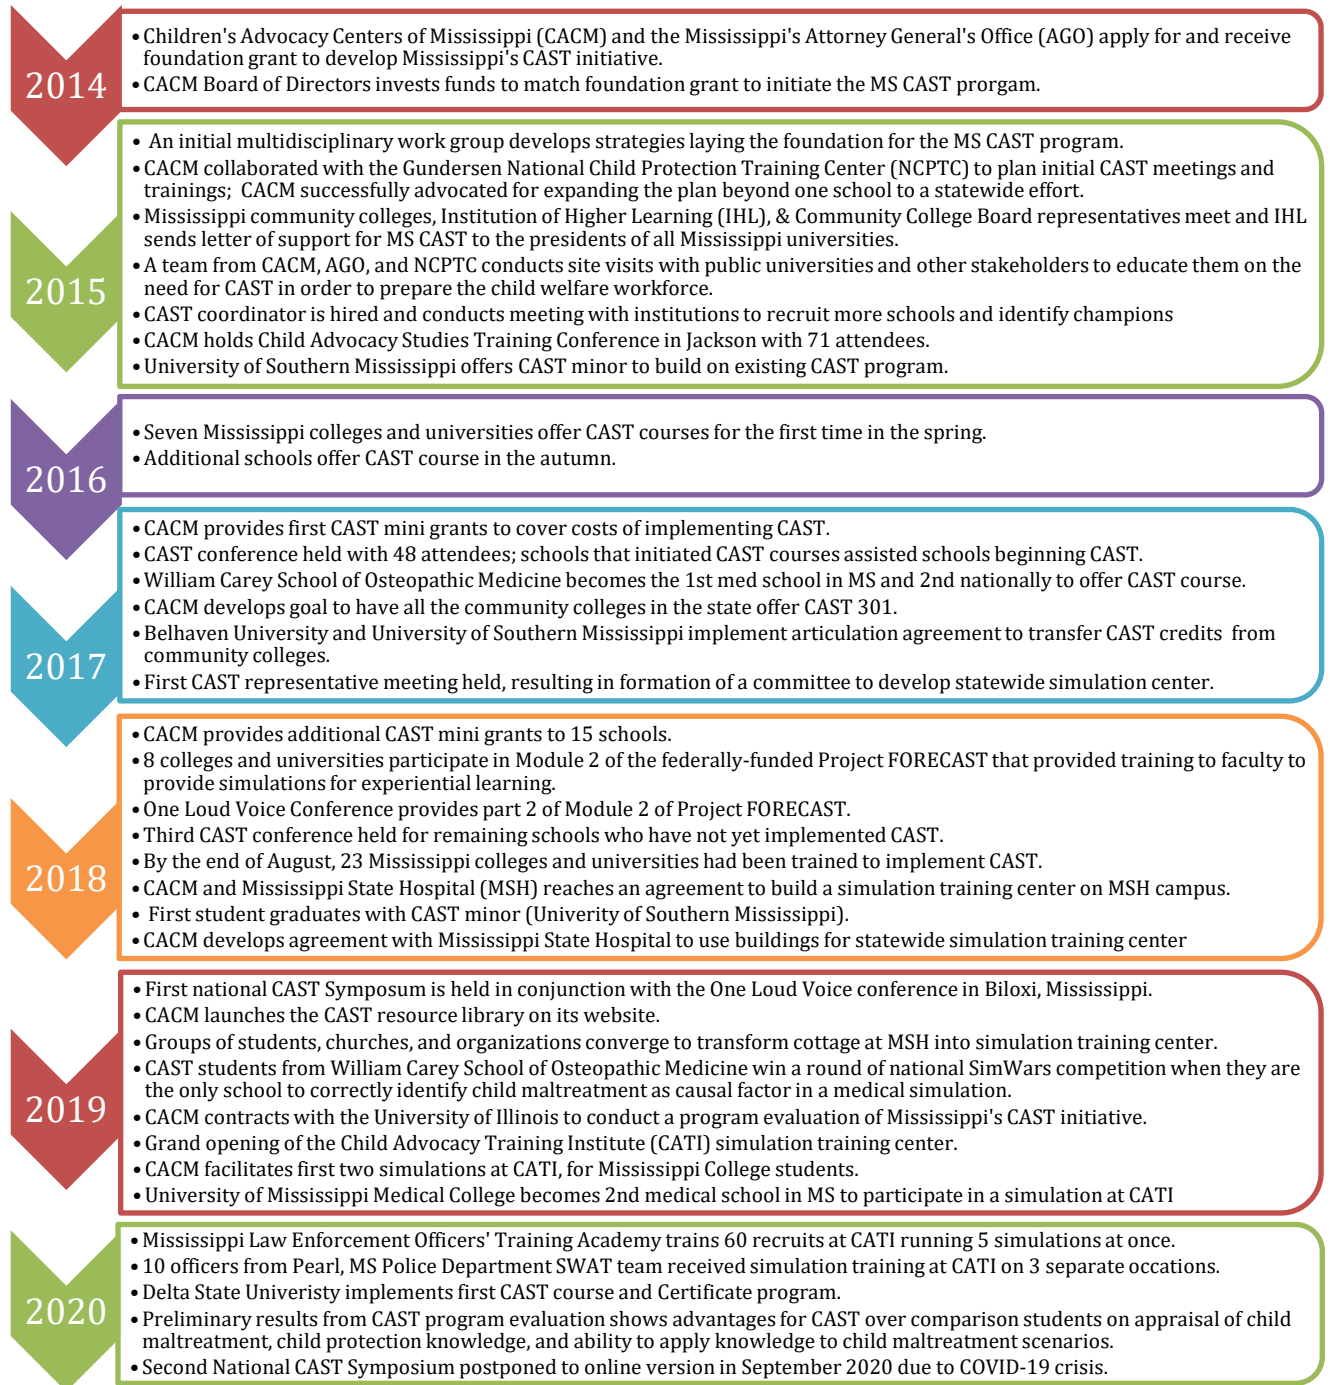 2014
• Children's Advocacy Centers of Mississippi (CACM) and the Mississippi's Attorney General's Office (AGO) apply for and receive
foundation grant to develop Mississippi's CAST initiative.
• CACM Board of Directors invests funds to match foundation grant to initiate the MS CAST prorgam.
2015
• An initial multidisciplinary work group develops strategies laying the foundation for the MS CAST program.
• CACM collaborated with the Gundersen National Child Protection Training Center (NCPTC) to plan initial CAST meetings and
trainings; CACM successfully advocated for expanding the plan beyond one school to a statewide effort.
• Mississippi community colleges, Institution of Higher Learning (IHL), & Community College Board representatives meet and IHL
sends letter of support for MS CAST to the presidents of all Mississippi universities.
• A team from CACM, AGO, and NCPTC conducts site visits with public universities and other stakeholders to educate them on the
need for CAST in order to prepare the child welfare workforce.
• CAST coordinator is hired and conducts meeting with institutions to recruit more schools and identify champions
• CACM holds Child Advocacy Studies Training Conference in Jackson with 71 attendees.
• University of Southern Mississippi offers CAST minor to build on existing CAST program.
2016
• Seven Mississippi colleges and universities offer CAST courses for the first time in the spring.
• Additional schools offer CAST course in the autumn.
2017
• CACM provides first CAST mini grants to cover costs of implementing CAST.
• CAST conference held with 48 attendees; schools that initiated CAST courses assisted schools beginning CAST.
• William Carey School of Osteopathic Medicine becomes the 1st med school in MS and 2nd nationally to offer CAST course.
• CACM develops goal to have all the community colleges in the state offer CAST 301.
• Belhaven University and University of Southern Mississippi implement articulation agreement to transfer CAST credits from
community colleges.
• First CAST representative meeting held, resulting in formation of a committee to develop statewide simulation center.
2018
• CACM provides additional CAST mini grants to 15 schools.
• 8 colleges and universities participate in Module 2 of the federally-funded Project FORECAST that provided training to faculty to
provide simulations for experiential learning.
• One Loud Voice Conference provides part 2 of Module 2 of Project FORECAST.
• Third CAST conference held for remaining schools who have not yet implemented CAST.
• By the end of August, 23 Mississippi colleges and universities had been trained to implement CAST.
• CACM and Mississippi State Hospital (MSH) reaches an agreement to build a simulation training center on MSH campus.
• First student graduates with CAST minor (Univerity of Southern Mississippi).
• CACM develops agreement with Mississippi State Hospital to use buildings for statewide simulation training center
2019
• First national CAST Symposum is held in conjunction with the One Loud Voice conference in Biloxi, Mississippi.
• CACM launches the CAST resource library on its website.
• Groups of students, churches, and organizations converge to transform cottage at MSH into simulation training center.
• CAST students from William Carey School of Osteopathic Medicine win a round of national SimWars competition when they are
the only school to correctly identify child maltreatment as causal factor in a medical simulation.
• CACM contracts with the University of Illinois to conduct a program evaluation of Mississippi's CAST initiative.
• Grand opening of the Child Advocacy Training Institute (CATI) simulation training center.
• CACM facilitates first two simulations at CATI, for Mississippi College students.
• University of Mississippi Medical College becomes 2nd medical school in MS to participate in a simulation at CATI
2020
• Mississippi Law Enforcement Officers' Training Academy trains 60 recruits at CATI running 5 simulations at once.
• 10 officers from Pearl, MS Police Department SWAT team received simulation training at CATI on 3 separate occations.
• Delta State Univeristy implements first CAST course and Certificate program.
• Preliminary results from CAST program evaluation shows advantages for CAST over comparison students on appraisal of child
maltreatment, child protection knowledge, and ability to apply knowledge to child maltreatment scenarios.
• Second National CAST Symposium postponed to online version in September 2020 due to COVID-19 crisis.